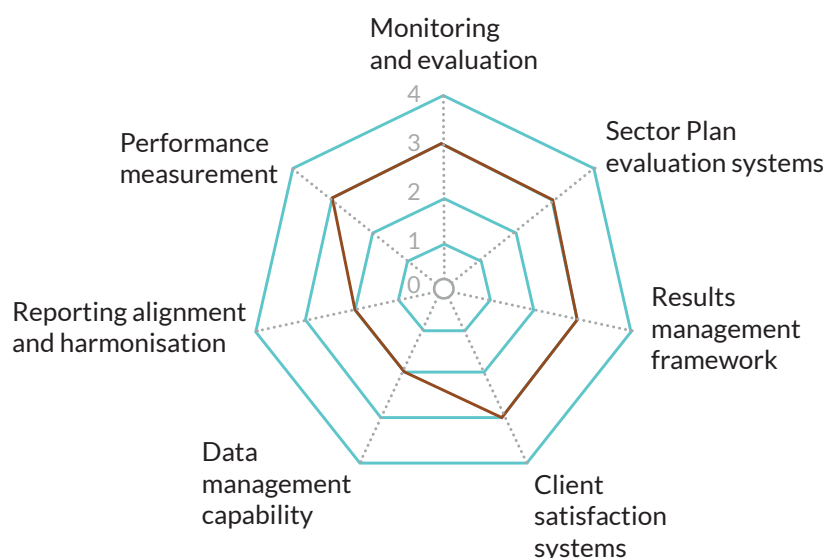 Monitoring
and evaluation
4
3
2
1
0
Sector Plan
evaluation systems
Results
management
framework
Client
satisfaction
systems
Data
management
capability
Reporting alignment
and harmonisation
Performance
measurement